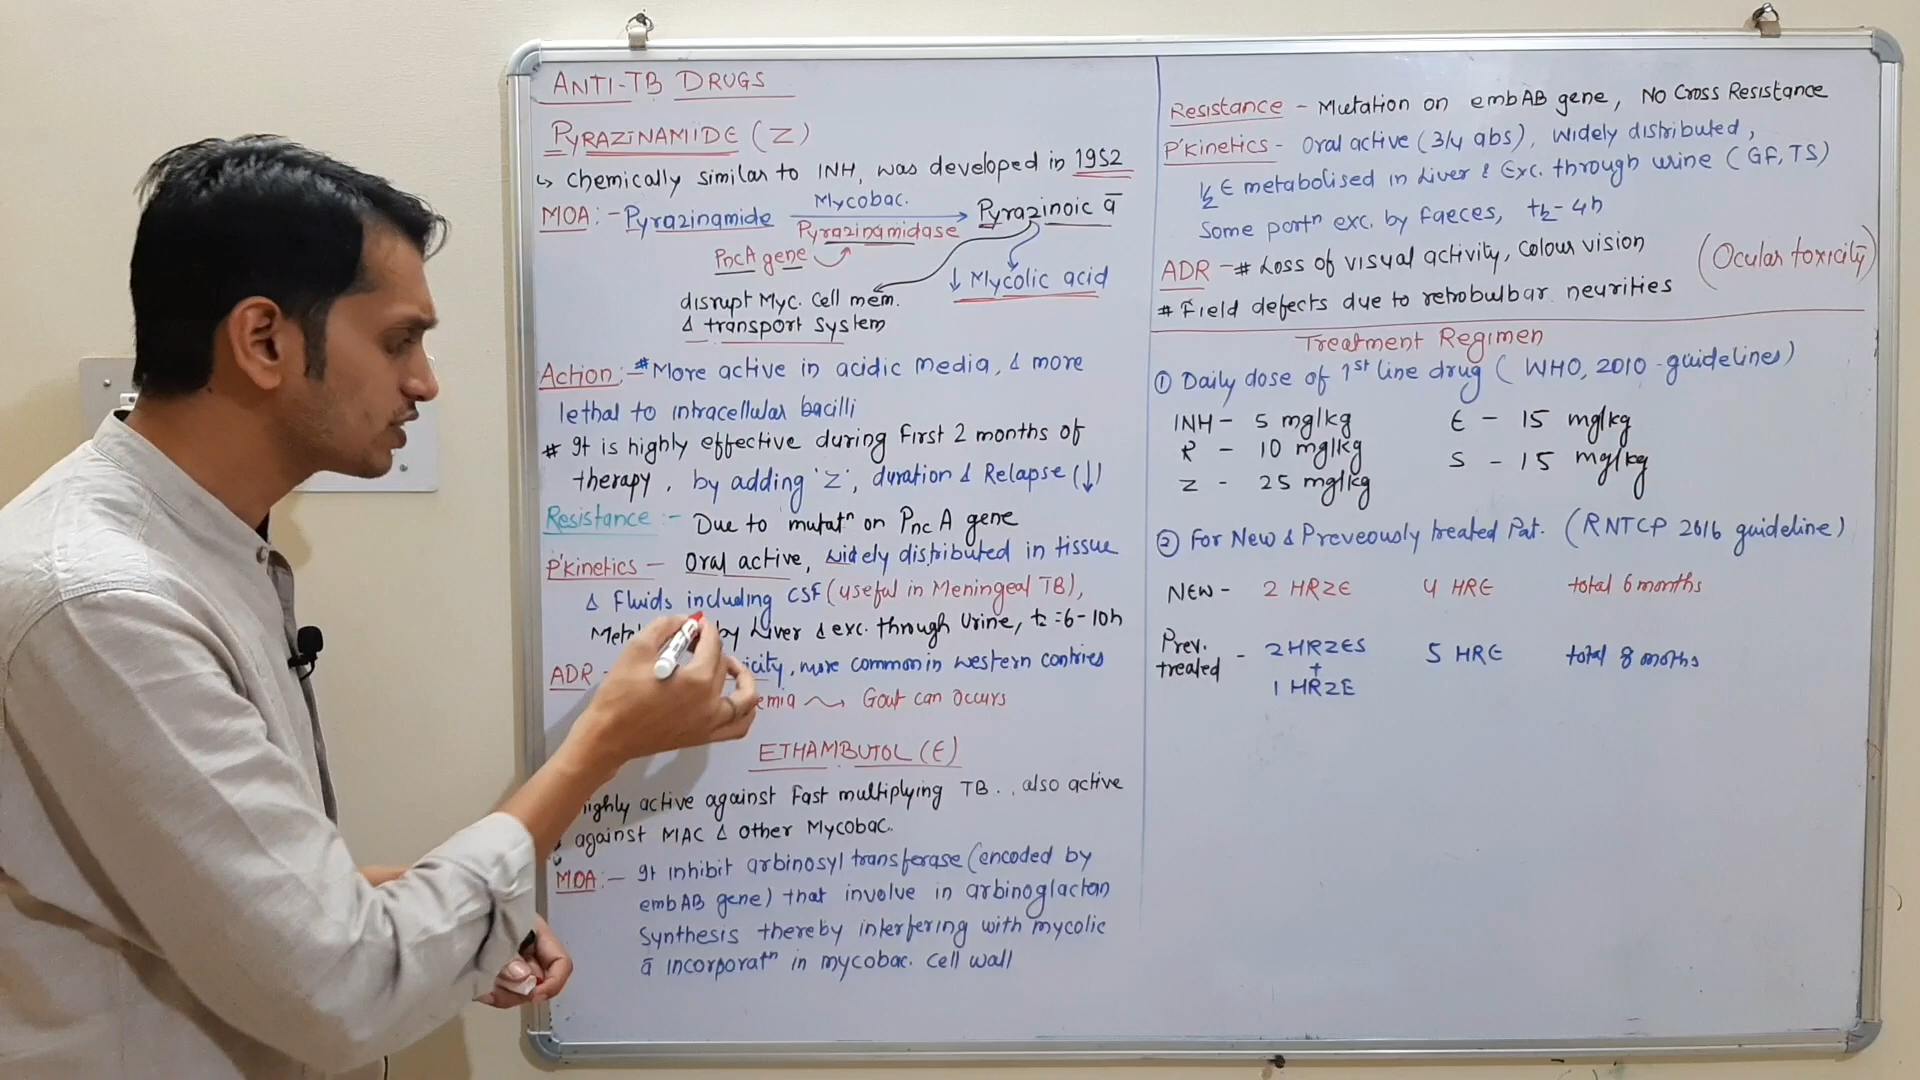 ANTI-TB DRUGS
PYRAZINAMIDE (Z)
↳ Chemically similar to INH, was developed in 1952
MOA:- Pyrazinamide Mycobac. Pyrazinoic ā
Pyrazinamidase
PncA gene
↓ Mycolic acid
disrupt Myc. Cell mem.
& transport system
Action:- # More active in acidic media, & more
lethal to intracellular bacilli
# It is highly effective during First 2 months of
therapy, by adding 'Z', duration & Relapse (↓)
Resistance:- Due to mutatⁿ on PncA gene
P'kinetics - Oral active, widely distributed in tissue
& Fluids including CSF (useful in Meningeal TB),
by Liver & exc. through Urine, t½ = 6-10h
ADR - icity, more common in western contries
emia → Gout can occurs
ETHAMBUTOL (E)
ighly active against Fast multiplying TB.. also active
against MAC & other Mycobac.
MOA:- It inhibit arbinosyl transferase (encoded by
embAB gene) that involve in arbinoglactan
synthesis thereby interfering with mycolic
ā incorporatⁿ in mycobac. cell wall
Resistance - Mutation on embAB gene, NO Cross Resistance
P'kinetics - Oral active (3/4 abs), widely distributed,
½ E metabolised in Liver & Exc. through urine (GF, TS)
Some portⁿ exc. by faeces, t½ - 4h
ADR - # Loss of visual activity, colour vision
(Ocular toxicity)
# Field defects due to retrobulbar neurities
Treatment Regimen
① Daily dose of 1st line drug (WHO, 2010 - guidelines)
INH - 5 mg/kg E - 15 mg/kg
R - 10 mg/kg S - 15 mg/kg
Z - 25 mg/kg
② For New & Preveously treated Pat. (RNTCP 2016 guideline)
NEW - 2 HRZE 4 HRE total 6 months
Prev. treated - 2HRZES 5 HRE total 8 moths
+
1 HRZE